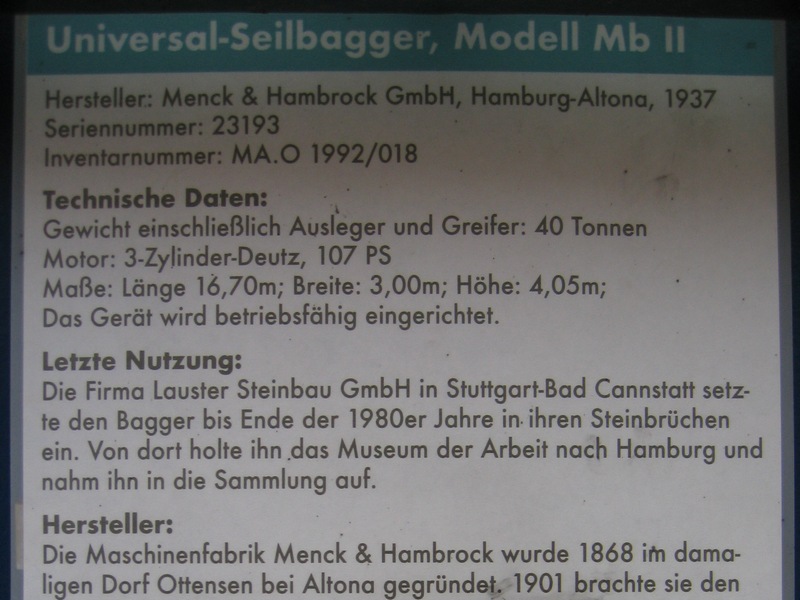 Universal-Seilbagger, Modell Mb II
Hersteller: Menck & Hambrock GmbH, Hamburg-Altona, 1937
Seriennummer: 23193
Inventarnummer: MA.O 1992/018
Technische Daten:
Gewicht einschließlich Ausleger und Greifer: 40 Tonnen
Motor: 3-Zylinder-Deutz, 107 PS
Maße: Länge 16,70m; Breite: 3,00m; Höhe: 4,05m;
Das Gerät wird betriebsfähig eingerichtet.
Letzte Nutzung:
Die Firma Lauster Steinbau GmbH in Stuttgart-Bad Cannstatt setz-
te den Bagger bis Ende der 1980er Jahre in ihren Steinbrüchen
ein. Von dort holte ihn das Museum der Arbeit nach Hamburg und
nahm ihn in die Sammlung auf.
Hersteller:
Die Maschinenfabrik Menck & Hambrock wurde 1868 im dama-
ligen Dorf Ottensen bei Altona gegründet. 1901 brachte sie den